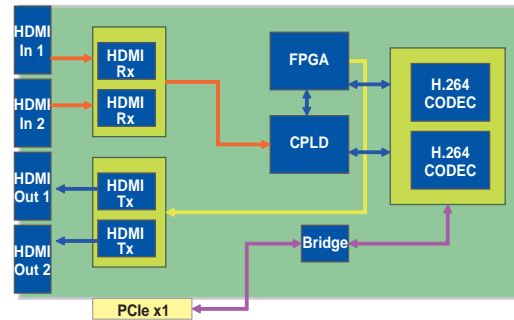 HDMI
In 1
HDMI
In 2
HDMI
Out 1
HDMI
Out 2
HDMI
Rx
HDMI
Rx
HDMI
Tx
HDMI
Tx
FPGA
CPLD
H.264
CODEC
H.264
CODEC
Bridge
PCIe x1